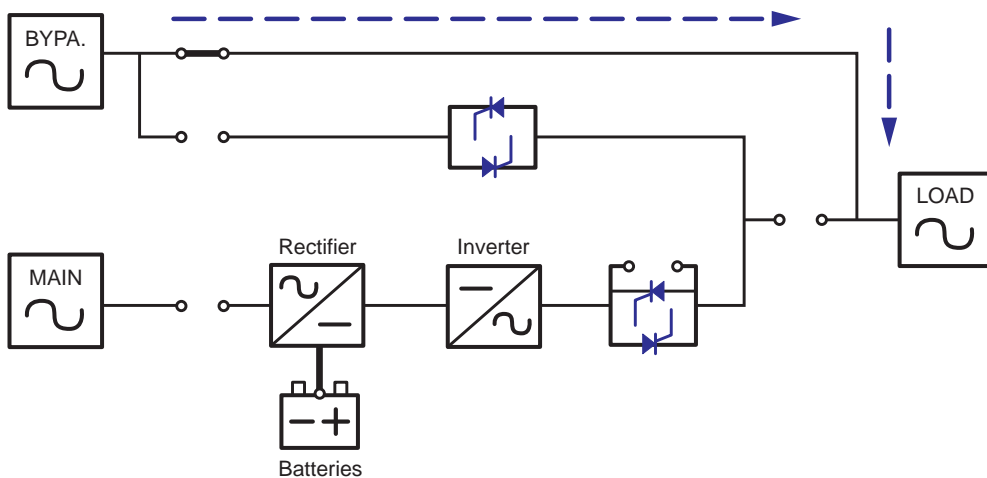 BYPA.
LOAD
Rectifier
Inverter
MAIN
Batteries